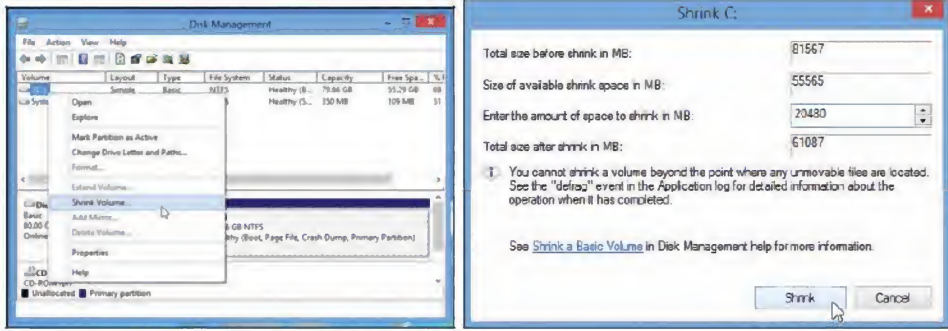 Disk Management
File Action View Help
Volume Layout Type File System Status Capacity Free Spa...
Simple Basic NTFS Healthy (B... 79.66 GB 55.29 GB
Syste Healthy (S... 350 MB 109 MB
Open
Explore
Mark Partition as Active
Change Drive Letter and Paths...
Format...
Extend Volume...
Shrink Volume...
Add Mirror...
Delete Volume...
Properties
Help
Basic
80.00 G
Online
GB NTFS
thy (Boot, Page File, Crash Dump, Primary Partition)
CD
CD-ROM
Unallocated Primary partition
Shrink C:
Total size before shrink in MB: 81567
Size of available shrink space in MB: 55565
Enter the amount of space to shrink in MB: 20480
Total size after shrink in MB: 61087
You cannot shrink a volume beyond the point where any unmovable files are located.
See the "defrag" event in the Application log for detailed information about the
operation when it has completed.
See Shrink a Basic Volume in Disk Management help for more information.
Shrink Cancel